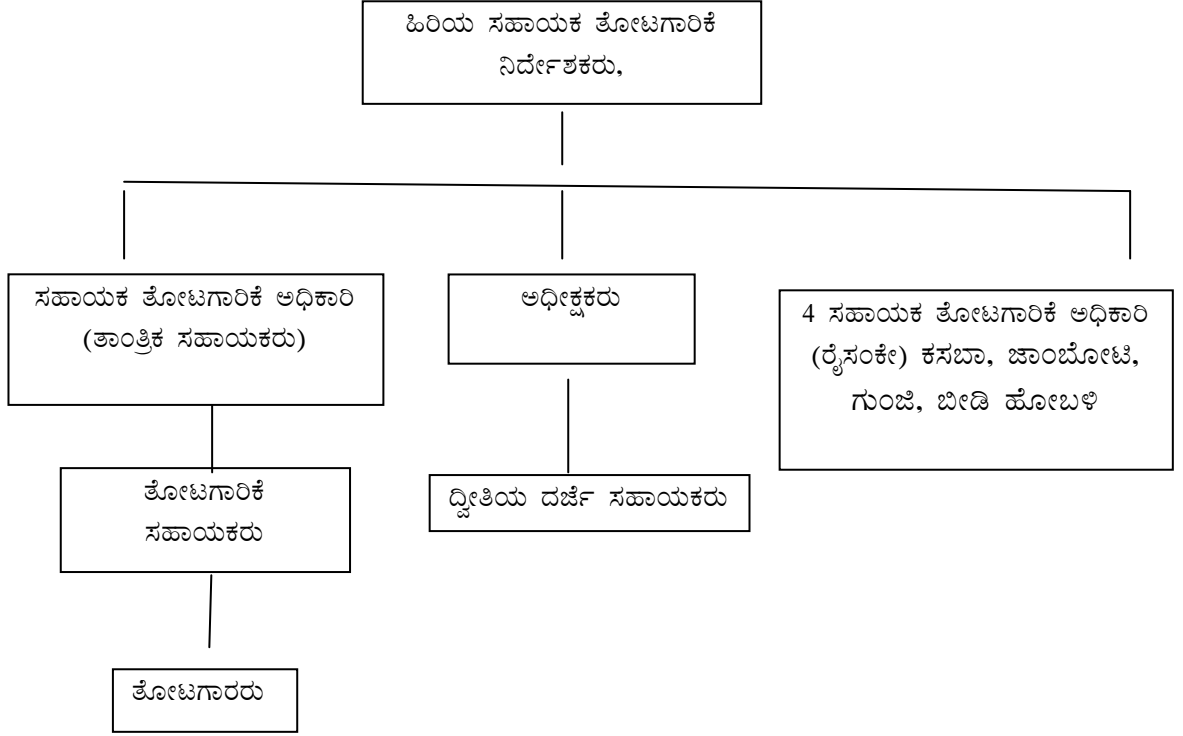 ಹಿರಿಯ ಸಹಾಯಕ ತೋಟಗಾರಿಕೆ
ನಿರ್ದೇಶಕರು,
ಸಹಾಯಕ ತೋಟಗಾರಿಕೆ ಅಧಿಕಾರಿ
(ತಾಂತ್ರಿಕ ಸಹಾಯಕರು)
ಅಧೀಕ್ಷಕರು
4 ಸಹಾಯಕ ತೋಟಗಾರಿಕೆ ಅಧಿಕಾರಿ
(ರೈಸಂಕೇ) ಕಸಬಾ, ಜಾಂಬೋಟಿ,
ಗುಂಜಿ, ಬೀಡಿ ಹೋಬಳಿ
ತೋಟಗಾರಿಕೆ
ಸಹಾಯಕರು
ದ್ವೀತಿಯ ದರ್ಜೆ ಸಹಾಯಕರು
ತೋಟಗಾರರು